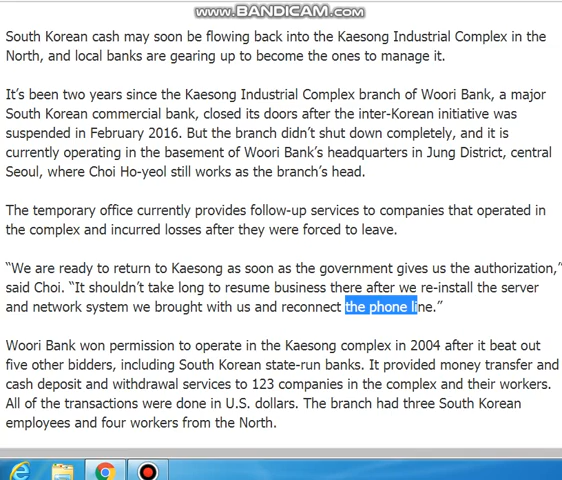 www.BANDICAM.com
South Korean cash may soon be flowing back into the Kaesong Industrial Complex in the
North, and local banks are gearing up to become the ones to manage it.
It’s been two years since the Kaesong Industrial Complex branch of Woori Bank, a major
South Korean commercial bank, closed its doors after the inter-Korean initiative was
suspended in February 2016. But the branch didn’t shut down completely, and it is
currently operating in the basement of Woori Bank’s headquarters in Jung District, central
Seoul, where Choi Ho-yeol still works as the branch’s head.
The temporary office currently provides follow-up services to companies that operated in
the complex and incurred losses after they were forced to leave.
“We are ready to return to Kaesong as soon as the government gives us the authorization,”
said Choi. “It shouldn’t take long to resume business there after we re-install the server
and network system we brought with us and reconnect the phone line.”
Woori Bank won permission to operate in the Kaesong complex in 2004 after it beat out
five other bidders, including South Korean state-run banks. It provided money transfer and
cash deposit and withdrawal services to 123 companies in the complex and their workers.
All of the transactions were done in U.S. dollars. The branch had three South Korean
employees and four workers from the North.